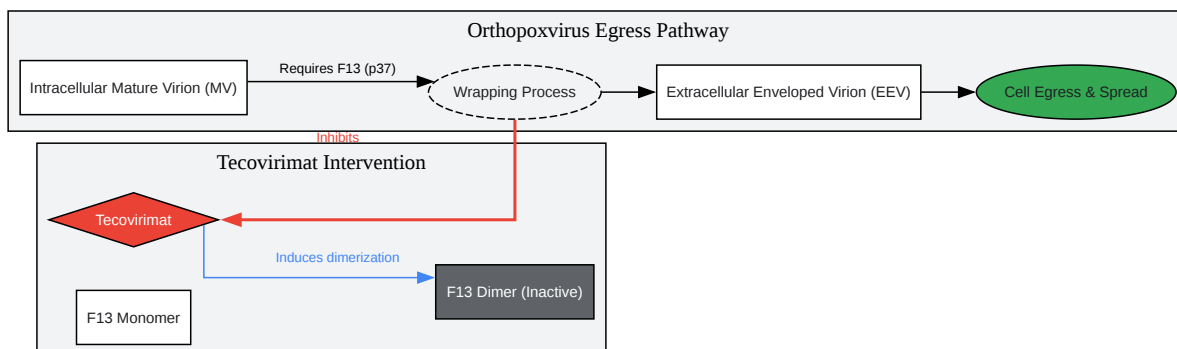 Orthopoxvirus Egress Pathway
Intracellular Mature Virion (MV)
Requires F13 (p37)
Wrapping Process
Extracellular Enveloped Virion (EEV)
Cell Egress & Spread
Inhibits
Tecovirimat Intervention
Tecovirimat
Induces dimerization
F13 Dimer (Inactive)
F13 Monomer